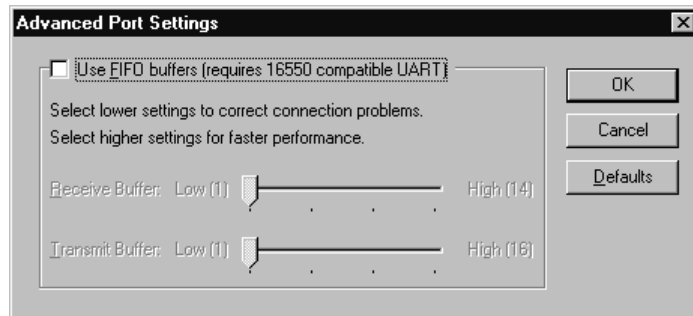 Advanced Port Settings
Use FIFO buffers (requires 16550 compatible UART)
Select lower settings to correct connection problems.
Select higher settings for faster performance.
Receive Buffer: Low (1) High (14)
Transmit Buffer: Low (1) High (16)
OK
Cancel
Defaults